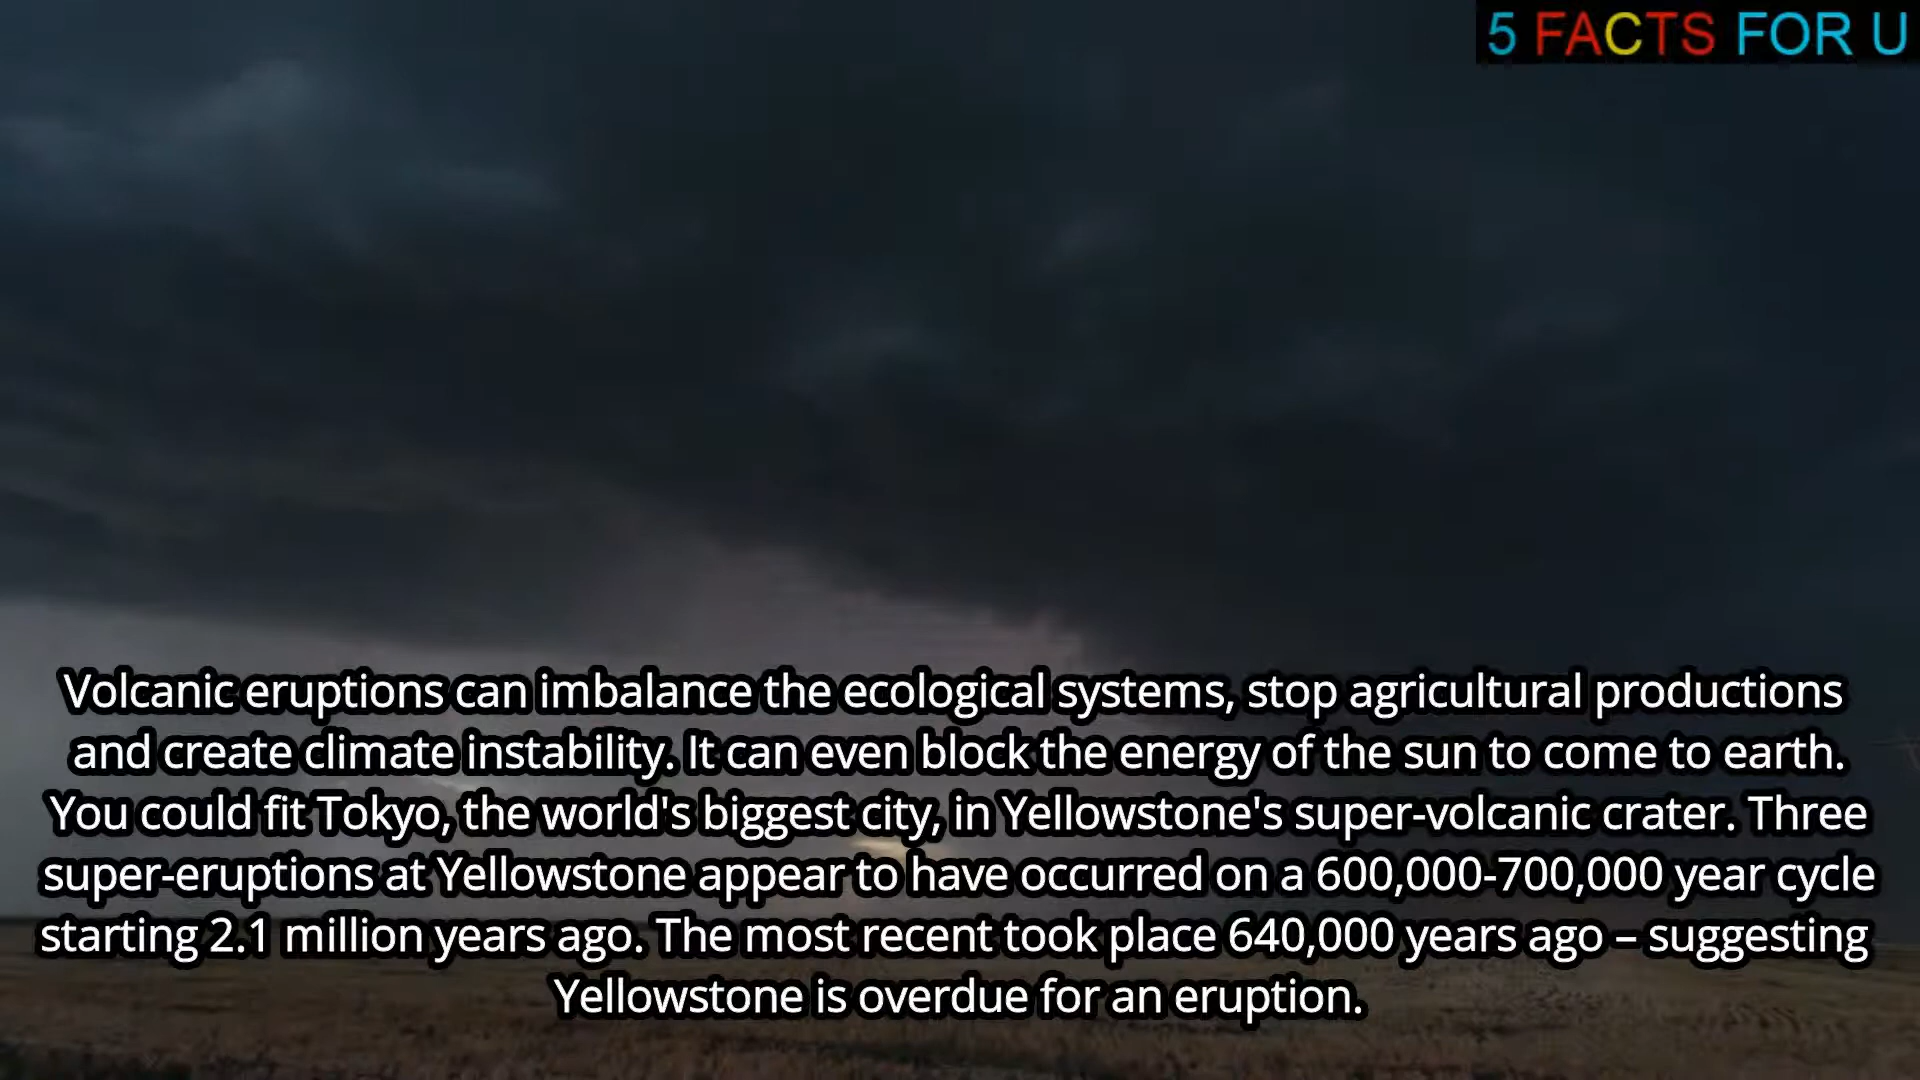 5 FACTS FOR U
Volcanic eruptions can imbalance the ecological systems, stop agricultural productions
and create climate instability. It can even block the energy of the sun to come to earth.
You could fit Tokyo, the world's biggest city, in Yellowstone's super-volcanic crater. Three
super-eruptions at Yellowstone appear to have occurred on a 600,000-700,000 year cycle
starting 2.1 million years ago. The most recent took place 640,000 years ago – suggesting
Yellowstone is overdue for an eruption.